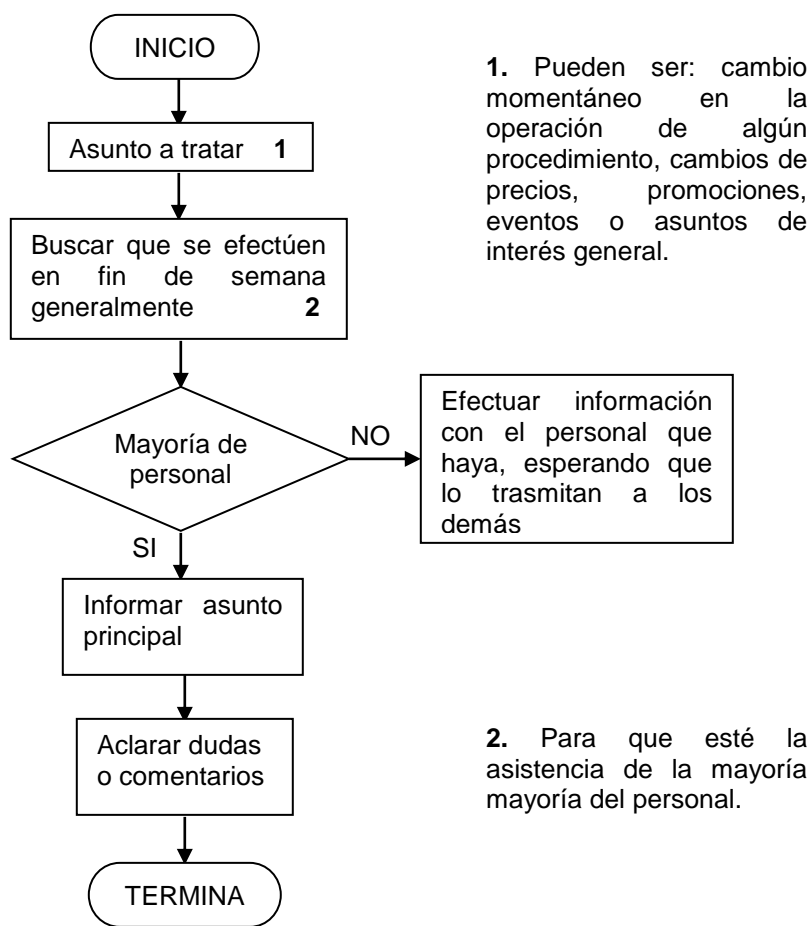 INICIO
1. Pueden ser: cambio
momentáneo en la
operación de algún
procedimiento, cambios de
precios, promociones,
eventos o asuntos de
interés general.
Asunto a tratar 1
Buscar que se efectúen
en fin de semana
generalmente 2
Mayoría de
personal
NO
Efectuar información
con el personal que
haya, esperando que
lo trasmitan a los
demás
SI
Informar asunto
principal
Aclarar dudas
o comentarios
2. Para que esté la
asistencia de la mayoría
mayoría del personal.
TERMINA